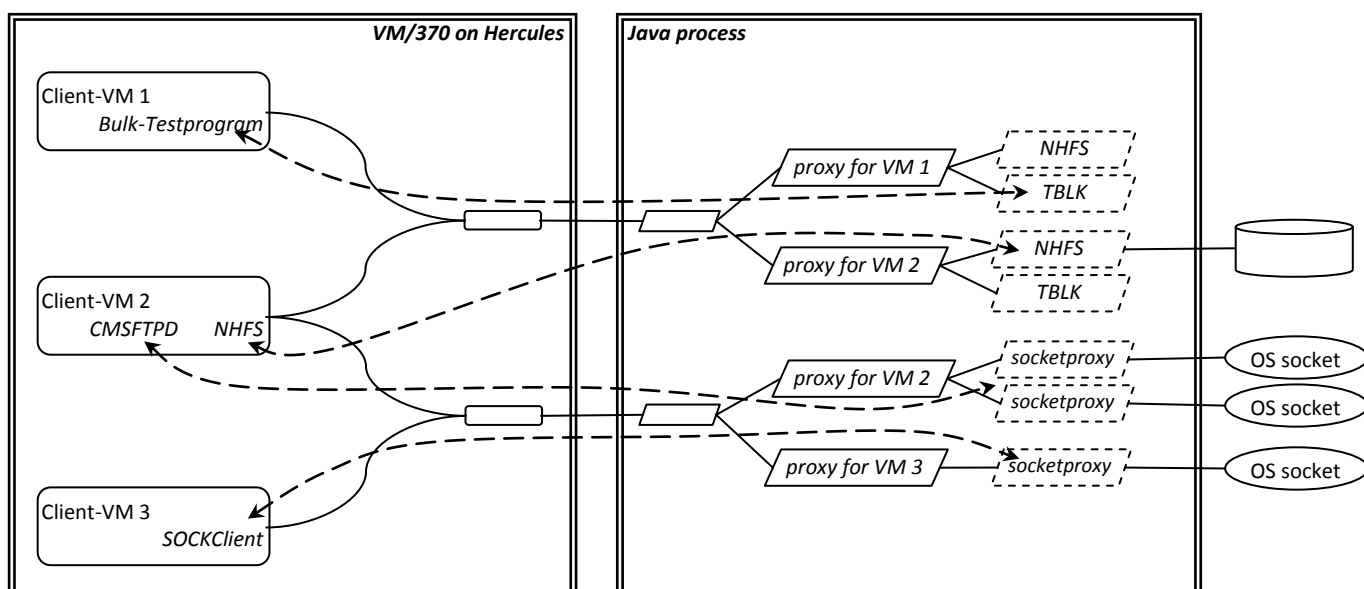 VM/370 on Hercules
Java process
Client-VM 1
Bulk-Testprogram
NHFS
proxy for VM 1
TBLK
NHFS
proxy for VM 2
Client-VM 2
TBLK
CMSFTPD NHFS
socketproxy
OS socket
proxy for VM 2
socketproxy
OS socket
proxy for VM 3
socketproxy
OS socket
Client-VM 3
SOCKClient